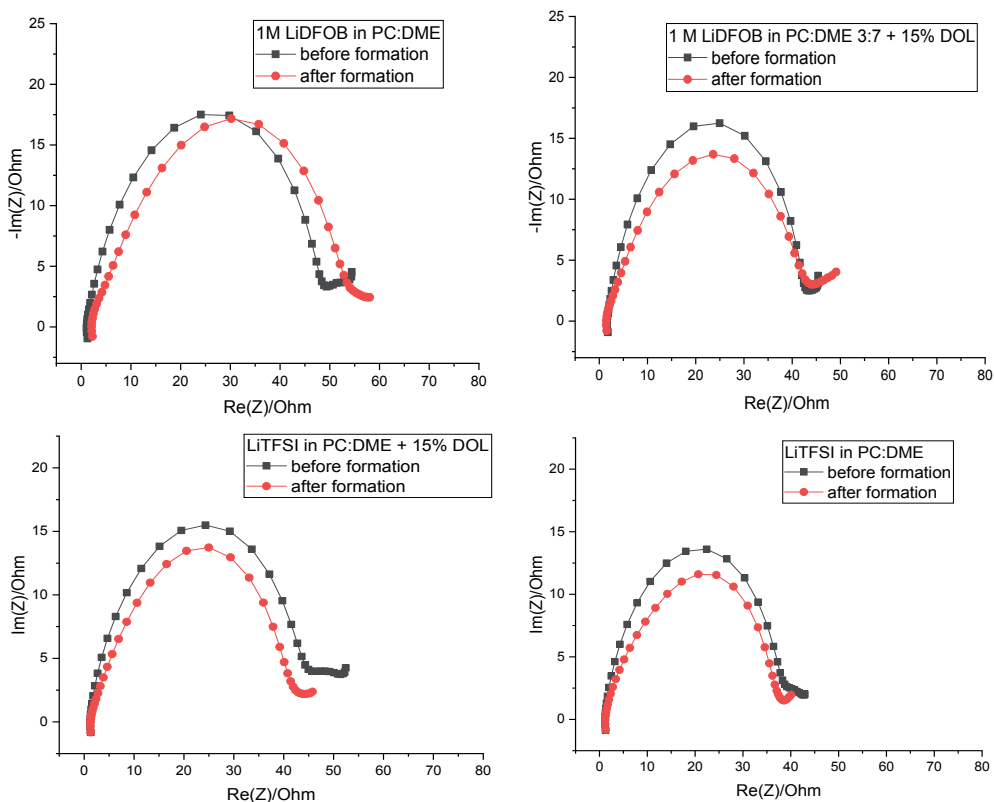 1M LiDFOB in PC:DME
before formation
after formation
25
20
15
10
5
0
-Im(Z)/Ohm
0 10 20 30 40 50 60 70 80
Re(Z)/Ohm
1 M LiDFOB in PC:DME 3:7 + 15% DOL
before formation
after formation
25
20
15
10
5
0
-Im(Z)/Ohm
0 10 20 30 40 50 60 70 80
Re(Z)/Ohm
LiTFSI in PC:DME + 15% DOL
before formation
after formation
20
15
10
5
0
Im(Z)/Ohm
0 10 20 30 40 50 60 70 80
Re(Z)/Ohm
LiTFSI in PC:DME
before formation
after formation
20
15
10
5
0
Im(Z)/Ohm
0 10 20 30 40 50 60 70 80
Re(Z)/Ohm